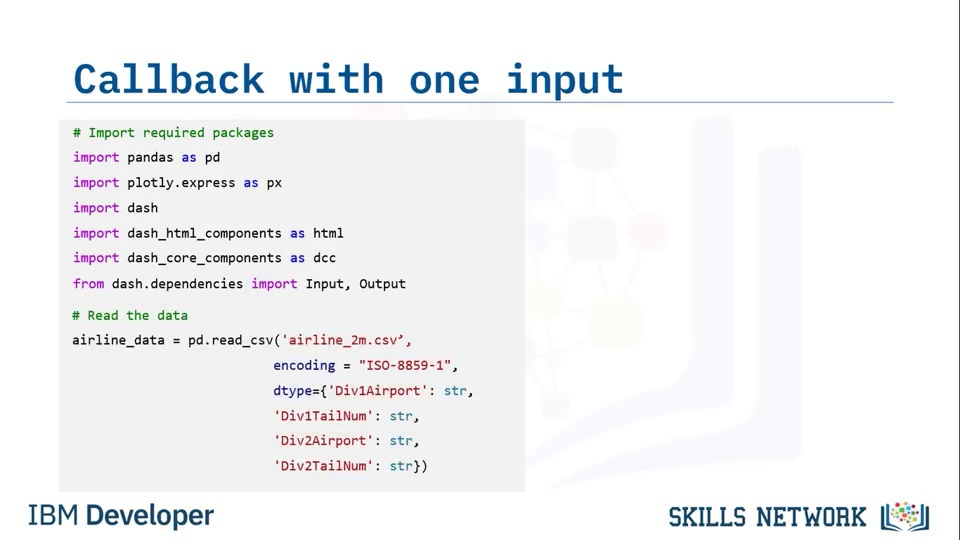 Callback with one input
# Import required packages
import pandas as pd
import plotly.express as px
import dash
import dash_html_components as html
import dash_core_components as dcc
from dash.dependencies import Input, Output
# Read the data
airline_data = pd.read_csv('airline_2m.csv’,
encoding = "ISO-8859-1",
dtype={'Div1Airport': str,
'Div1TailNum': str,
'Div2Airport': str,
'Div2TailNum': str})
IBM Developer
SKILLS NETWORK